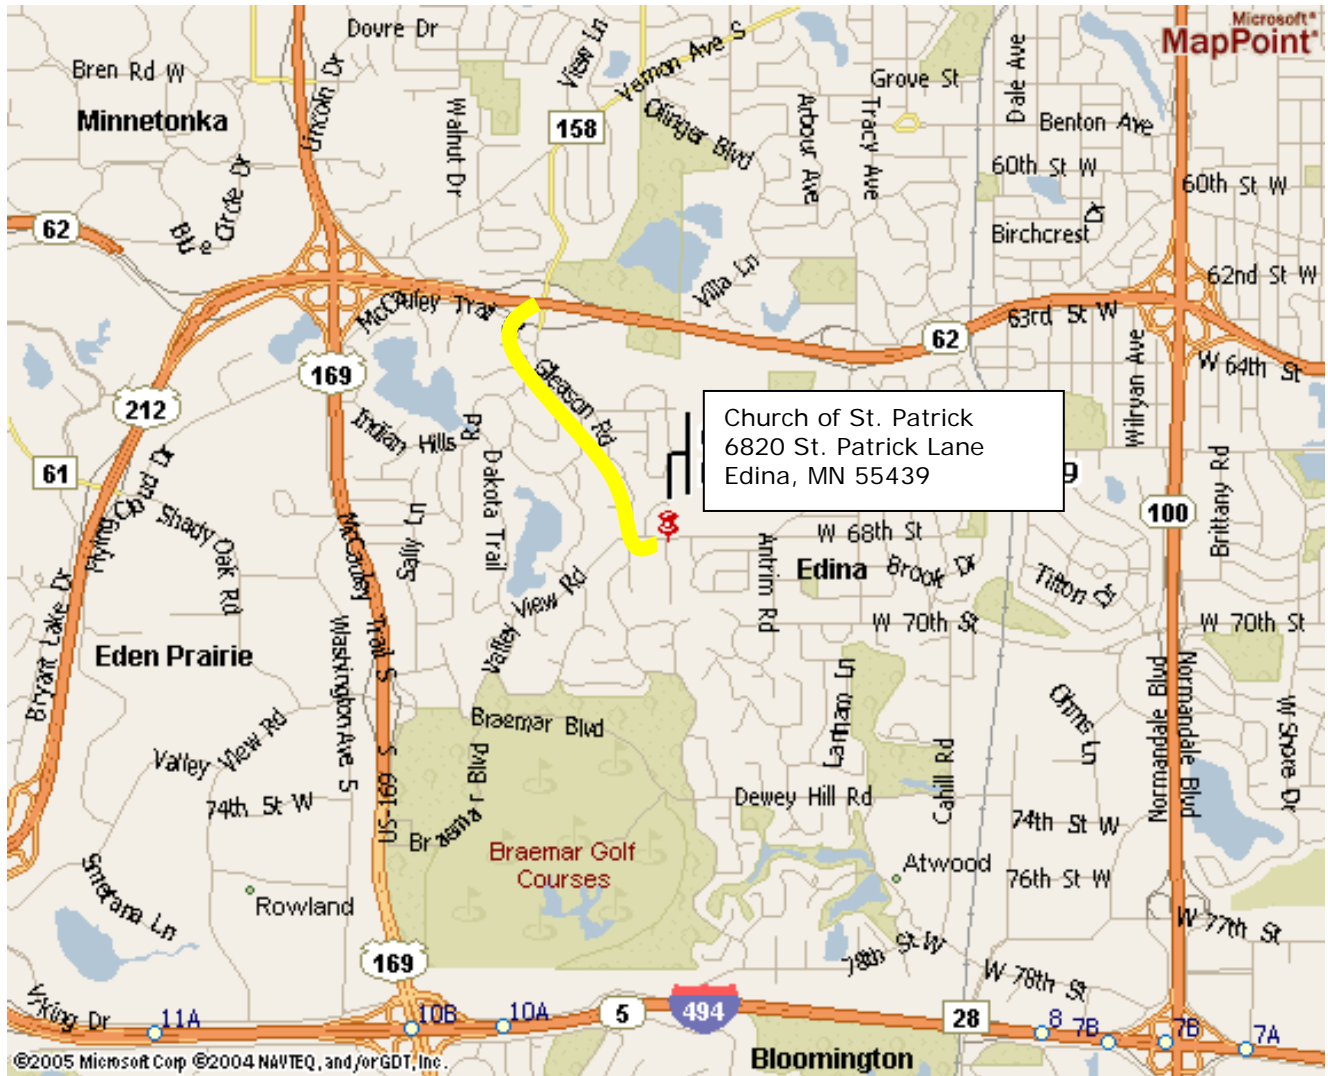 Microsoft®
MapPoint®
Dovre Dr
Bren Rd W
Minnetonka
Lincoln Dr
View Ln
Vernon Ave S
Grove St
Dale Ave
Walnut Dr
158
Olinger Blvd
Arbour Ave
Tracy Ave
Benton Ave
60th St W
60th St W
Blue Circle Dr
62
Birchcrest Dr
62nd St W
Villa Ln
McCauley Trail
63rd St W
62
W 64th St
169
212
Gleason Rd
Wilryan Ave
Church of St. Patrick
6820 St. Patrick Lane
Edina, MN 55439
9
Indian Hills Rd
61
Flying Cloud Dr
Dakota Trail
Brittany Rd
Shady Oak Rd
Sally Ln
100
W 68th St
Antrim Rd
Edina
Brook Dr
Tifton Dr
McCauley Trail S
Bryant Lake Dr
Valley View Rd
W 70th St
W 70th St
Washington Ave S
Eden Prairie
Lanham Ln
Ohms Ln
Normandale Blvd
Normandale Blvd
W Shore Dr
Braemar Blvd
Valley View Rd
US-169 S
Braemar Blvd
Cahill Rd
74th St W
Dewey Hill Rd
74th St W
Braemar Golf
Courses
Atwood
76th St W
Smetana Ln
Rowland
W 77th St
78th St W
W 78th St
169
Viking Dr
11A
10B
10A
5
494
28
8
7B
7B
7A
Bloomington
©2005 Microsoft Corp ©2004 NAVTEQ, and/or GDT, Inc.